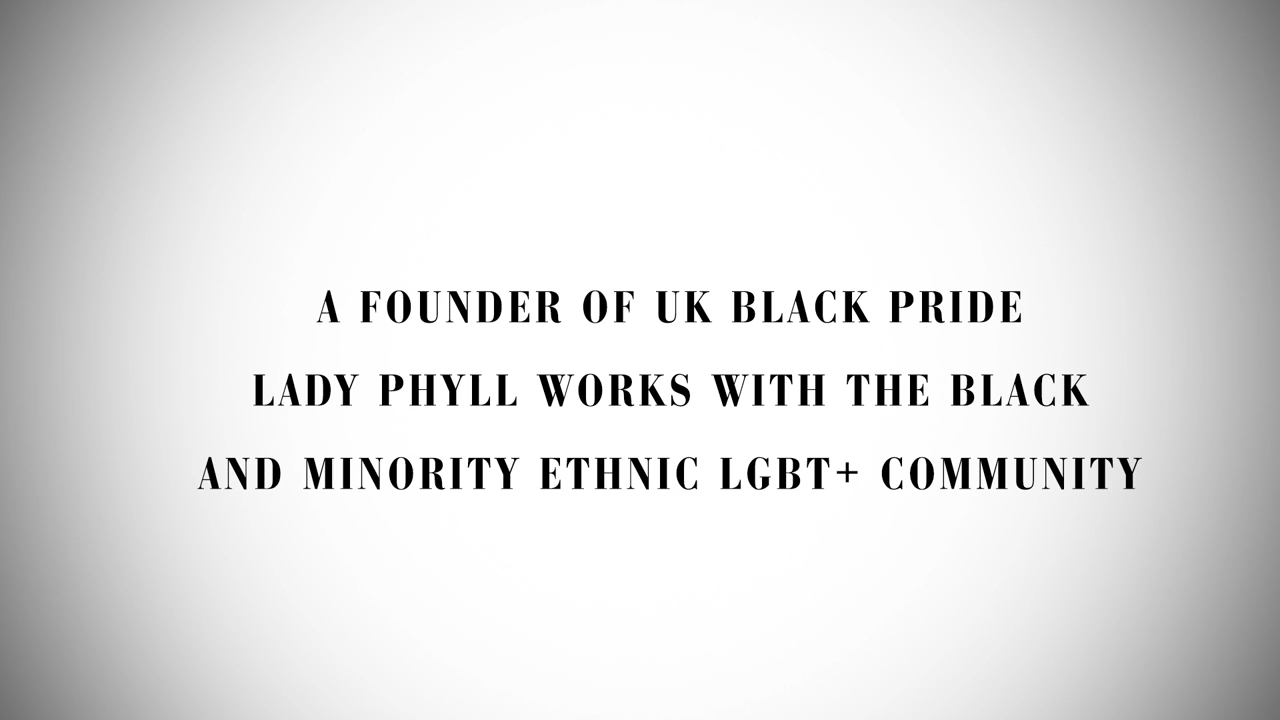 A FOUNDER OF UK BLACK PRIDE
LADY PHYLL WORKS WITH THE BLACK
AND MINORITY ETHNIC LGBT+ COMMUNITY